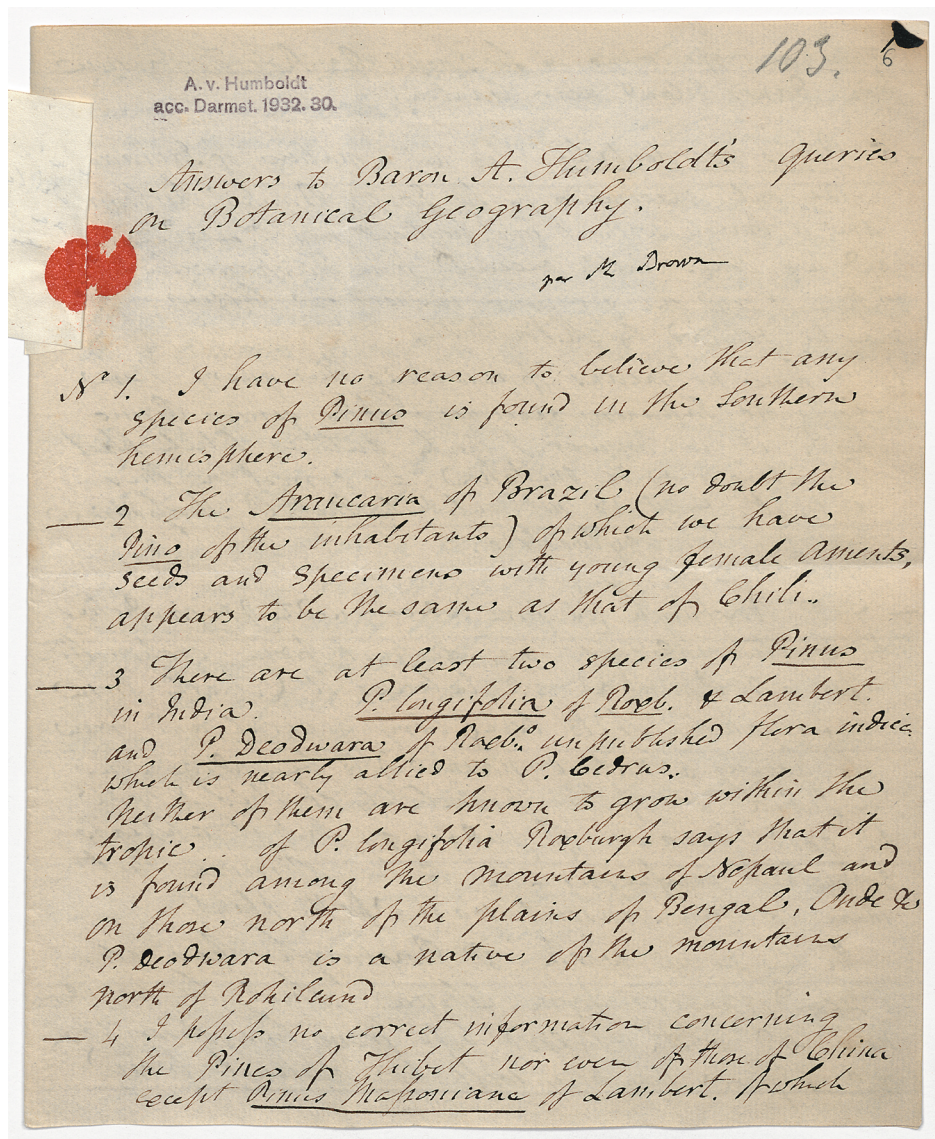 103.
6
A. v. Humboldt
acc. Darmst. 1932. 30.
Answers to Baron A. Humboldt's queries
on Botanical Geography.
par M Brown
No 1. I have no reason to believe that any
species of Pinus is found in the Southern
hemisphere.
— 2 The Araucaria of Brazil (no doubt the
Pino of the inhabitants) of which we have
seeds and specimens with young female aments,
appears to be the same as that of Chili..
— 3 There are at least two species of Pinus
in India. P. longifolia of Roxb. & Lambert.
and P. Deodwara of Roxb.o unpublished flora indica
which is nearly allied to P. Cedrus.
Neither of them are known to grow within the
tropic .. of P. longifolia Roxburgh says that it
is found among the mountains of Nepaul and
on those north of the plains of Bengal, Oude &c
P. Deodwara is a native of the mountains
north of Rohilcund
— 4 I possess no correct information concerning
the Pines of Thibet nor even of those of China
except Pinus Massoniana of Lambert. of which